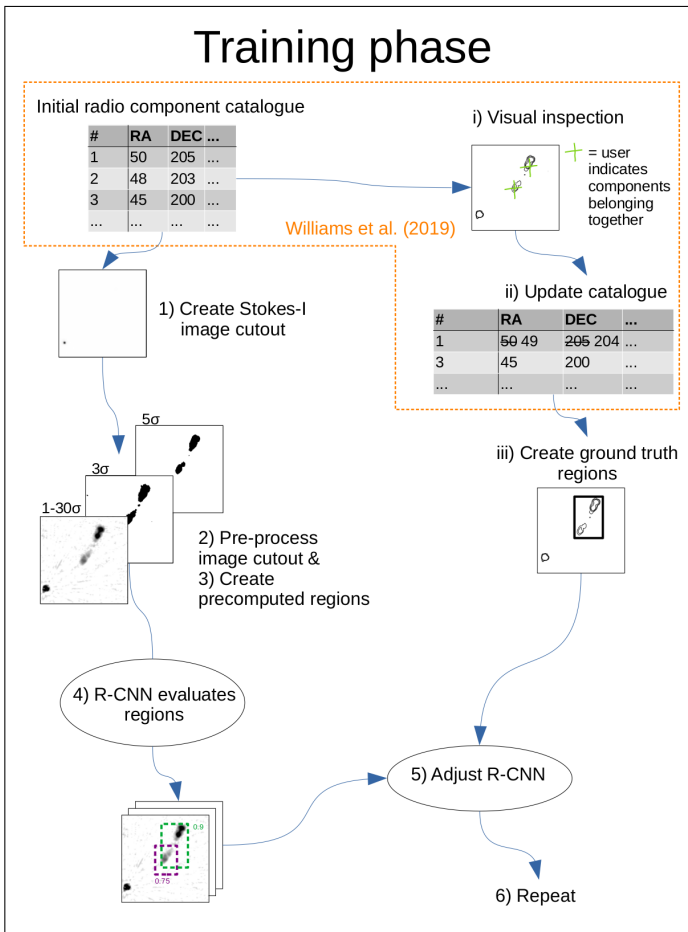 Training phase
Initial radio component catalogue
# RA DEC ...
1 50 205 ...
2 48 203 ...
3 45 200 ...
... ... ... ...
i) Visual inspection
= user
indicates
components
belonging
together
Williams et al. (2019)
ii) Update catalogue
# RA DEC ...
1 50 49 205 204 ...
3 45 200 ...
... ... ... ...
1) Create Stokes-I
image cutout
5σ
3σ
1-30σ
2) Pre-process
image cutout &
3) Create
precomputed regions
iii) Create ground truth
regions
4) R-CNN evaluates
regions
5) Adjust R-CNN
0.9
0.75
6) Repeat